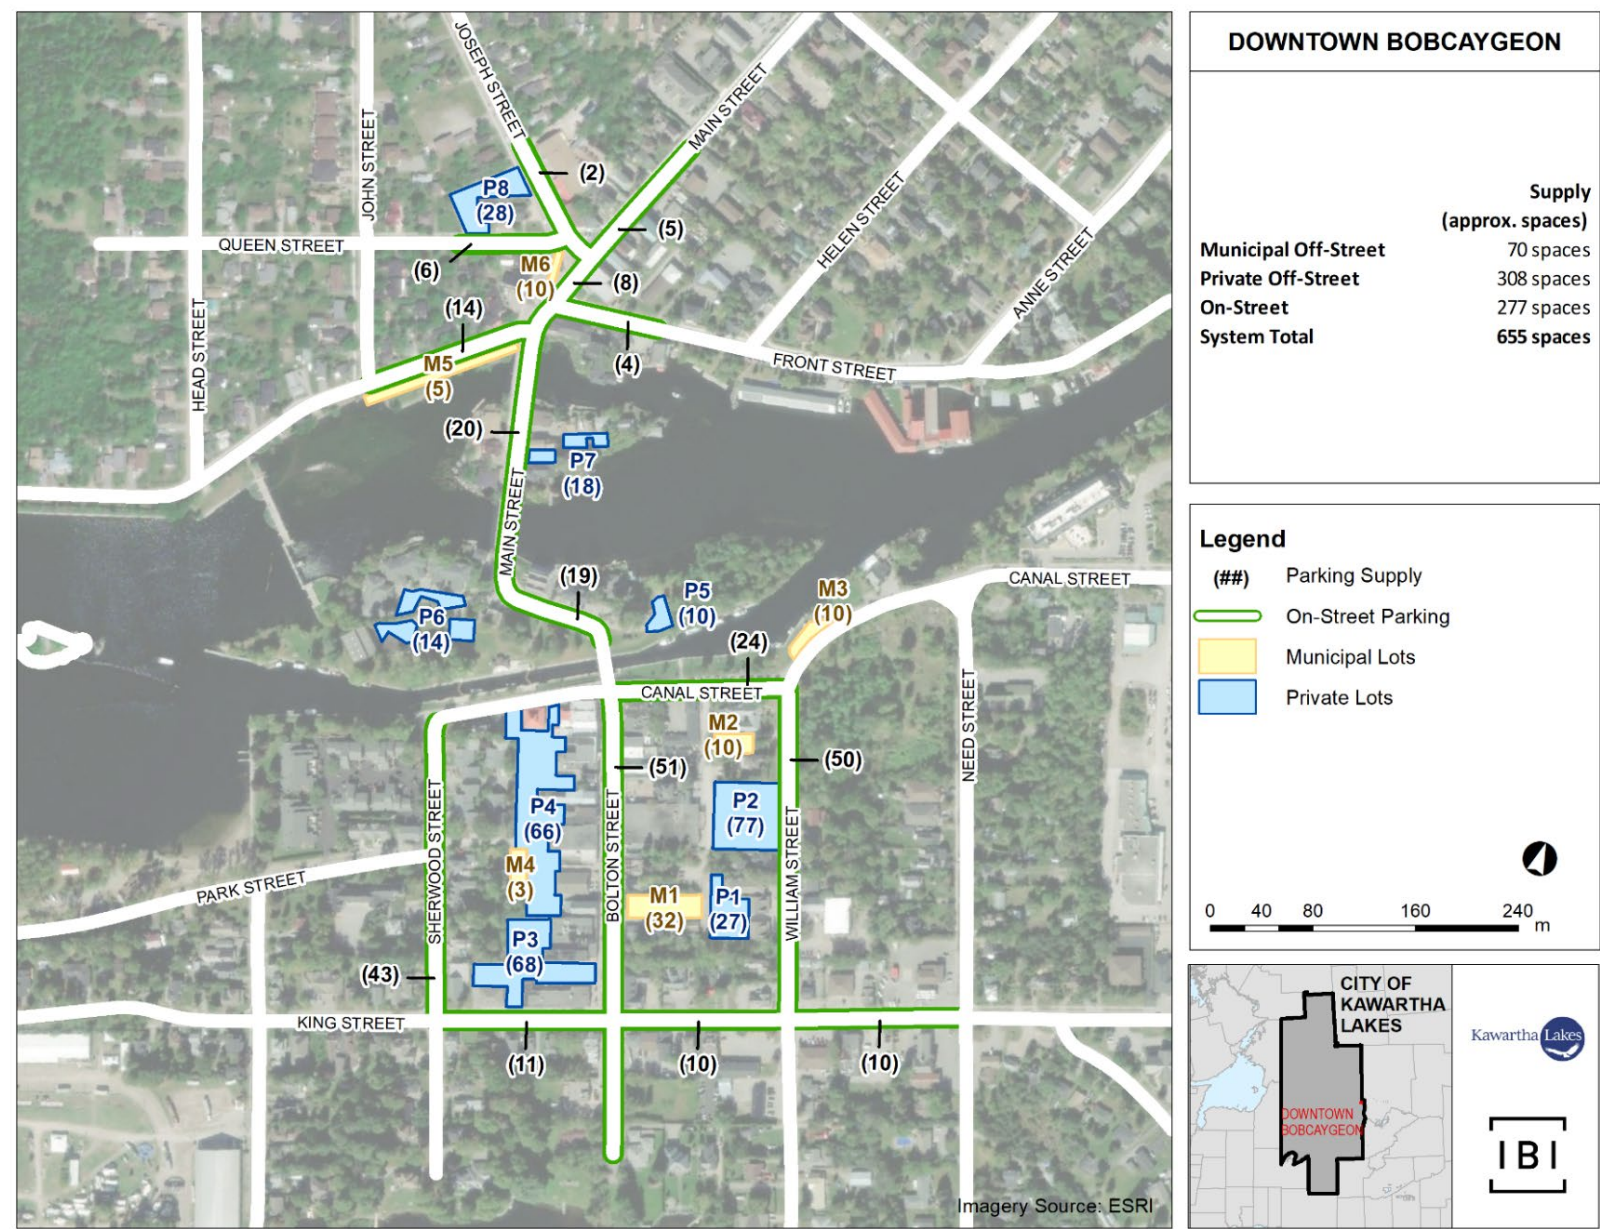 DOWNTOWN BOBCAYGEON
Supply
(approx. spaces)
Municipal Off-Street 70 spaces
Private Off-Street 308 spaces
On-Street 277 spaces
System Total 655 spaces
Legend
(##) Parking Supply
On-Street Parking
Municipal Lots
Private Lots
0 40 80 160 240
m
CITY OF
KAWARTHA
LAKES
DOWNTOWN
BOBCAYGEON
Kawartha Lakes
IBI
JOSEPH STREET
MAIN STREET
JOHN STREET
P8
(28)
(2)
(5)
QUEEN STREET
(6)
M6
(10)
(8)
HELEN STREET
ANNE STREET
HEAD STREET
(14)
M5
(5)
(4)
FRONT STREET
(20)
P7
(18)
MAIN STREET
(19)
P5
(10)
M3
(10)
CANAL STREET
P6
(14)
(24)
CANAL STREET
M2
(10)
(51)
(50)
NEED STREET
P4
(66)
P2
(77)
SHERWOOD STREET
BOLTON STREET
WILLIAM STREET
PARK STREET
M4
(3)
M1
(32)
P1
(27)
P3
(68)
(43)
KING STREET
(11)
(10)
(10)
Imagery Source: ESRI